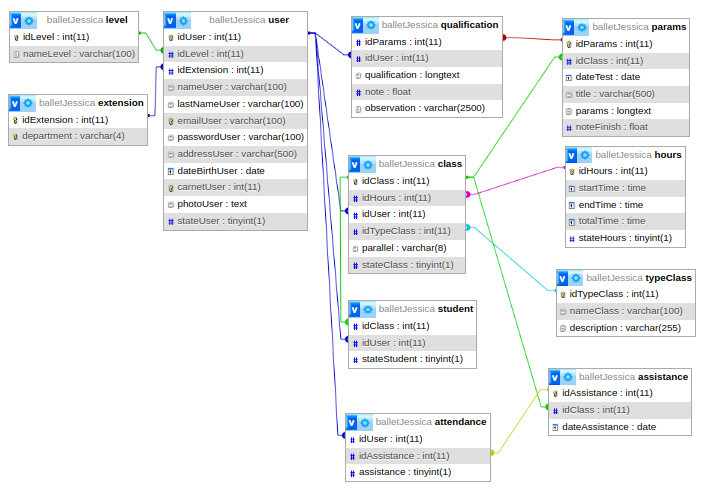 balletJessica level
idLevel : int(11)
nameLevel : varchar(100)
balletJessica extension
idExtension : int(11)
department : varchar(4)
balletJessica user
idUser : int(11)
idLevel : int(11)
idExtension : int(11)
nameUser : varchar(100)
lastNameUser : varchar(100)
emailUser : varchar(100)
passwordUser : varchar(100)
addressUser : varchar(500)
dateBirthUser : date
carnetUser : int(11)
photoUser : text
stateUser : tinyint(1)
balletJessica qualification
idParams : int(11)
idUser : int(11)
qualification : longtext
note : float
observation : varchar(2500)
balletJessica class
idClass : int(11)
idHours : int(11)
idUser : int(11)
idTypeClass : int(11)
parallel : varchar(8)
stateClass : tinyint(1)
balletJessica student
idClass : int(11)
idUser : int(11)
stateStudent : tinyint(1)
balletJessica attendance
idUser : int(11)
idAssistance : int(11)
assistance : tinyint(1)
balletJessica params
idParams : int(11)
idClass : int(11)
dateTest : date
title : varchar(500)
params : longtext
noteFinish : float
balletJessica hours
idHours : int(11)
startTime : time
endTime : time
totalTime : time
stateHours : tinyint(1)
balletJessica typeClass
idTypeClass : int(11)
nameClass : varchar(100)
description : varchar(255)
balletJessica assistance
idAssistance : int(11)
idClass : int(11)
dateAssistance : date